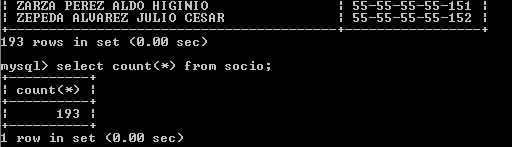 ¦ ZARZA PEREZ ALDO HIGINIO              ¦ 55-55-55-55-151 ¦
¦ ZEPEDA ALVAREZ JULIO CESAR            ¦ 55-55-55-55-152 ¦
+---------------------------------------+-----------------+
193 rows in set (0.00 sec)
mysql> select count(*) from socio;
+----------+
¦ count(*) ¦
+----------+
¦      193 ¦
+----------+
1 row in set (0.00 sec)